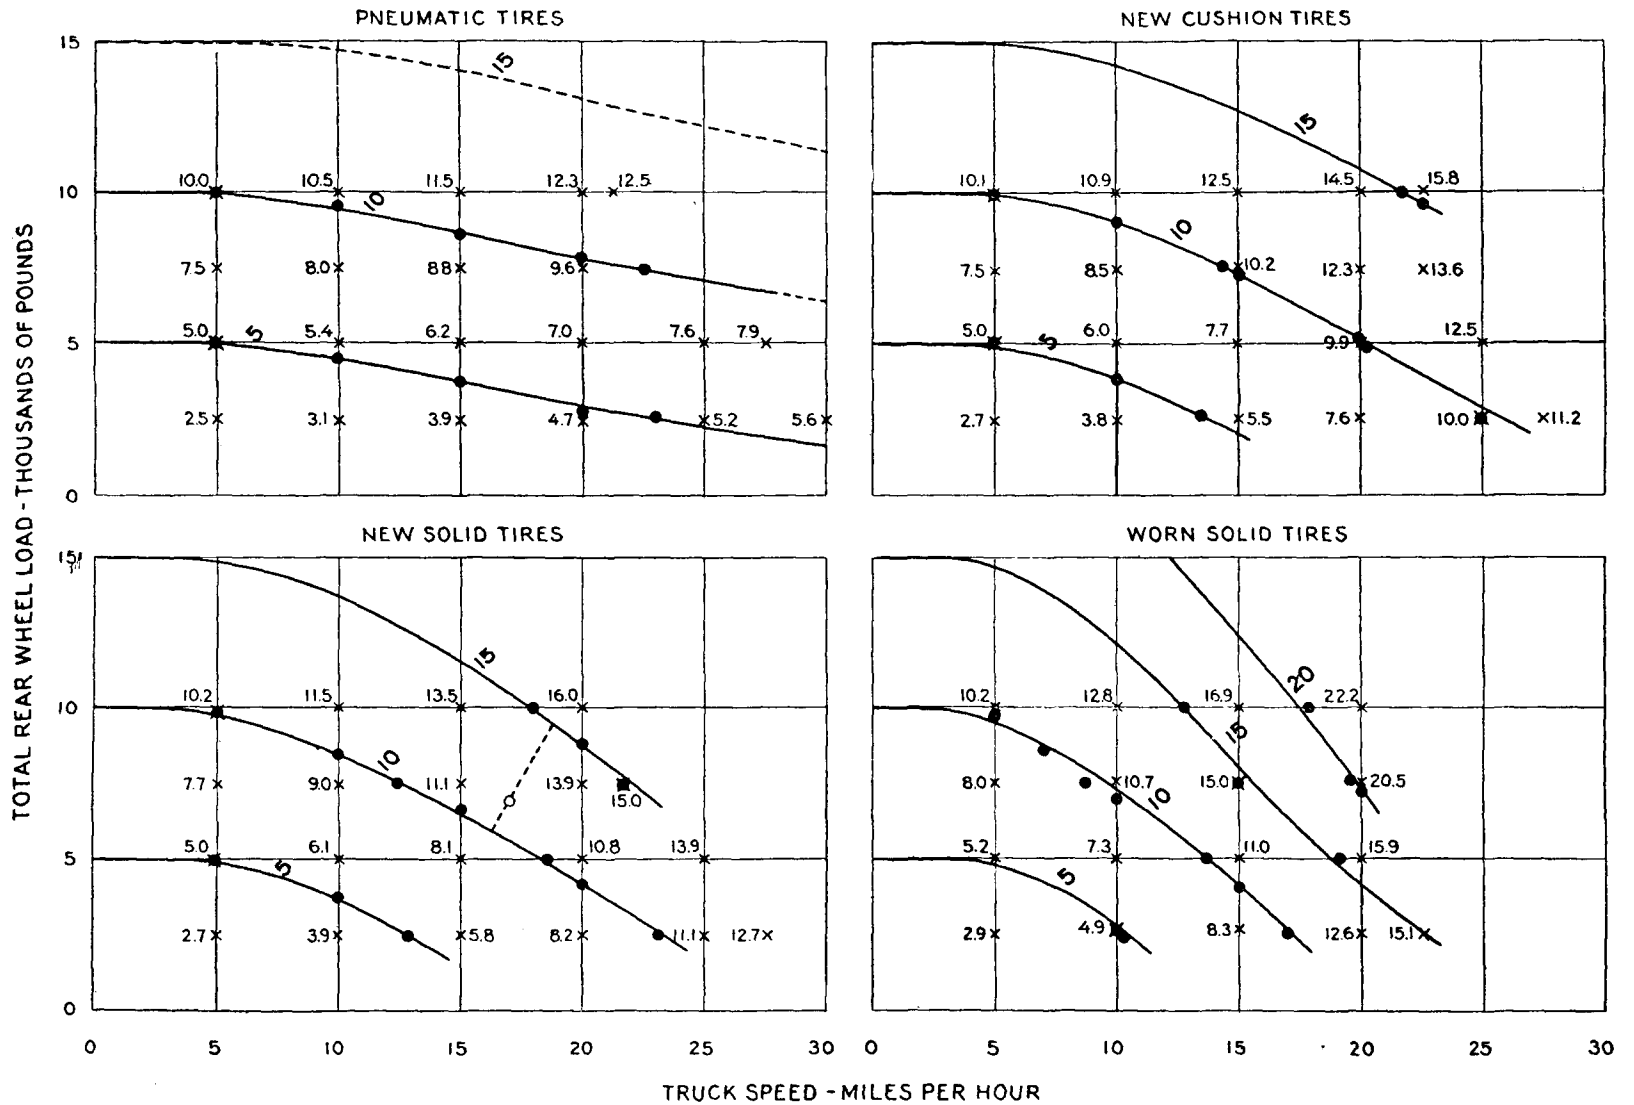 PNEUMATIC TIRES
NEW CUSHION TIRES
TOTAL REAR WHEEL LOAD - THOUSANDS OF POUNDS
15
15
15
10.0 10.5 11.5 12.3 12.5
10
10
7.5 8.0 8.8 9.6
5.0 5.4 6.2 7.0 7.6 7.9
5
5
2.5 3.1 3.9 4.7 5.2 5.6
0
10.1 10.9 12.5 14.5 15.8
10
7.5 8.5 10.2 12.3 13.6
5.0 6.0 7.7 9.9 12.5
5
2.7 3.8 5.5 7.6 10.0 11.2
NEW SOLID TIRES
WORN SOLID TIRES
15
15
10.2 11.5 13.5 16.0
10
10
7.7 9.0 11.1 13.9 15.0
5.0 6.1 8.1 10.8 13.9
5
5
2.7 3.9 5.8 8.2 11.1 12.7
0
20
10.2 12.8 16.9 22.2
15
8.0 10.7 15.0 20.5
10
5.2 7.3 11.0 15.9
5
2.9 4.9 8.3 12.6 15.1
0 5 10 15 20 25 30
0 5 10 15 20 25 30
TRUCK SPEED - MILES PER HOUR